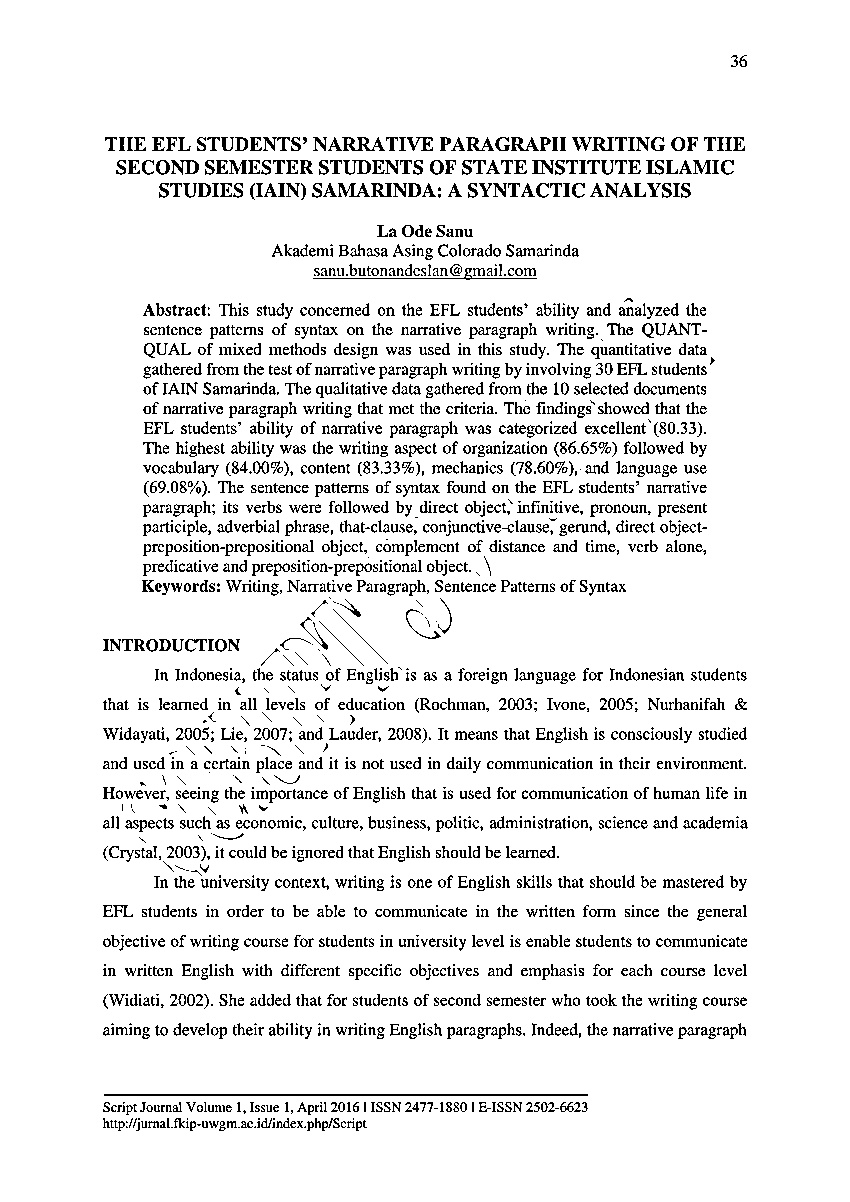 36
THE EFL STUDENTS' NARRATIVE PARAGRAPH WRITING OF THE
SECOND SEMESTER STUDENTS OF STATE INSTITUTE ISLAMIC
STUDIES (IAIN) SAMARINDA: A SYNTACTIC ANALYSIS
La Ode Sanu
Akademi Bahasa Asing Colorado Samarinda
sanu.butonandeslan@gmail.com
Abstract: This study concerned on the EFL students' ability and analyzed the
sentence patterns of syntax on the narrative paragraph writing. The QUANT-
QUAL of mixed methods design was used in this study. The quantitative data
gathered from the test of narrative paragraph writing by involving 30 EFL students
of IAIN Samarinda. The qualitative data gathered from the 10 selected documents
of narrative paragraph writing that met the criteria. The findings showed that the
EFL students' ability of narrative paragraph was categorized excellent (80.33).
The highest ability was the writing aspect of organization (86.65%) followed by
vocabulary (84.00%), content (83.33%), mechanics (78.60%), and language use
(69.08%). The sentence patterns of syntax found on the EFL students' narrative
paragraph; its verbs were followed by direct object, infinitive, pronoun, present
participle, adverbial phrase, that-clause, conjunctive-clause, gerund, direct object-
preposition-prepositional object, complement of distance and time, verb alone,
predicative and preposition-prepositional object.
Keywords: Writing, Narrative Paragraph, Sentence Patterns of Syntax
INTRODUCTION
In Indonesia, the status of English is as a foreign language for Indonesian students
that is learned in all levels of education (Rochman, 2003; Ivone, 2005; Nurhanifah &
Widayati, 2005; Lie, 2007; and Lauder, 2008). It means that English is consciously studied
and used in a certain place and it is not used in daily communication in their environment.
However, seeing the importance of English that is used for communication of human life in
all aspects such as economic, culture, business, politic, administration, science and academia
(Crystal, 2003), it could be ignored that English should be learned.
In the university context, writing is one of English skills that should be mastered by
EFL students in order to be able to communicate in the written form since the general
objective of writing course for students in university level is enable students to communicate
in written English with different specific objectives and emphasis for each course level
(Widiati, 2002). She added that for students of second semester who took the writing course
aiming to develop their ability in writing English paragraphs. Indeed, the narrative paragraph
Script Journal Volume 1, Issue 1, April 2016 | ISSN 2477-1880 | E-ISSN 2502-6623
http://jurnal.fkip-uwgm.ac.id/index.php/Script